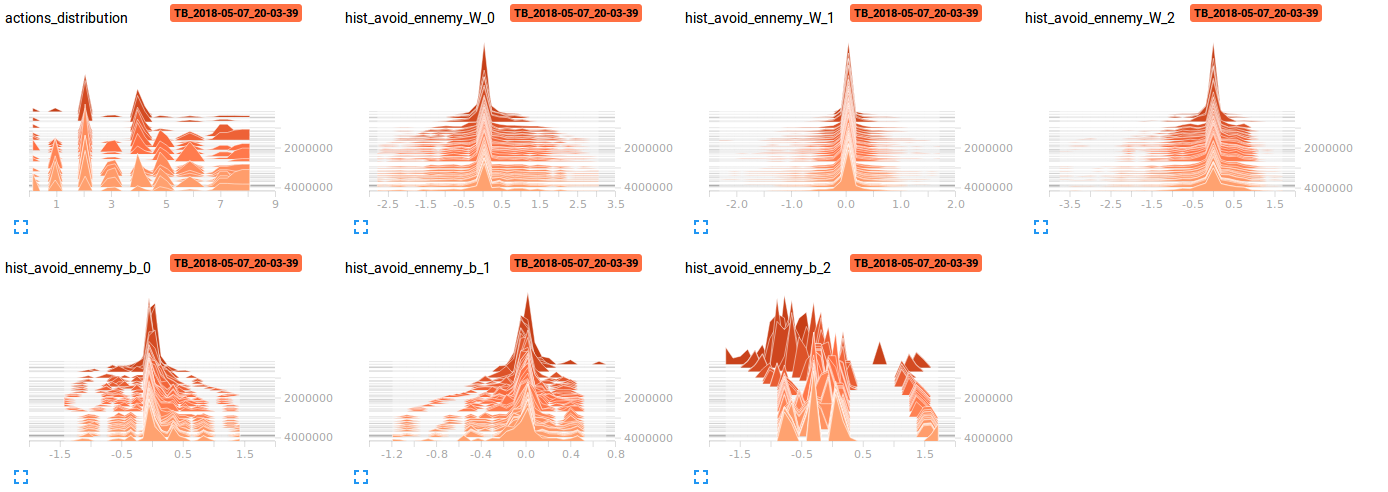 actions_distribution TB_2018-05-07_20-03-39 hist_avoid_ennemy_W_0 TB_2018-05-07_20-03-39 hist_avoid_ennemy_W_1 TB_2018-05-07_20-03-39 hist_avoid_ennemy_W_2 TB_2018-05-07_20-03-39
2000000 2000000 2000000 2000000
4000000 4000000 4000000 4000000
1 3 5 7 9 -2.5 -1.5 -0.5 0.5 1.5 2.5 3.5 -2.0 -1.0 0.0 1.0 2.0 -3.5 -2.5 -1.5 -0.5 0.5 1.5
hist_avoid_ennemy_b_0 TB_2018-05-07_20-03-39 hist_avoid_ennemy_b_1 TB_2018-05-07_20-03-39 hist_avoid_ennemy_b_2 TB_2018-05-07_20-03-39
2000000 2000000 2000000
4000000 4000000 4000000
-1.5 -0.5 0.5 1.5 -1.2 -0.8 -0.4 0.0 0.4 0.8 -1.5 -0.5 0.5 1.5